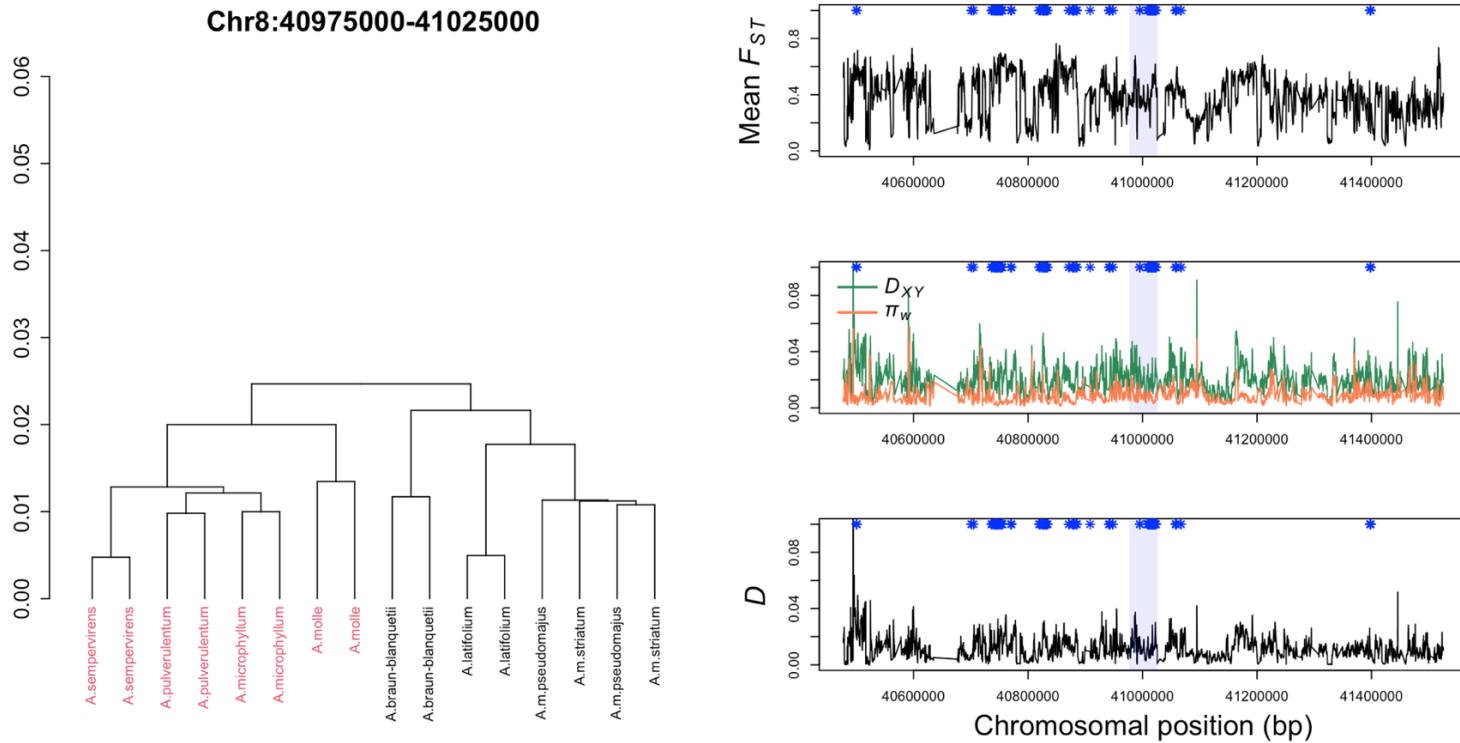 Chr8:40975000-41025000
0.06
0.05
0.04
0.03
0.02
0.01
0.00
A.sempervirens
A.sempervirens
A.pulverulentum
A.pulverulentum
A.microphyllum
A.microphyllum
A.molle
A.molle
A.braun-blanquetii
A.braun-blanquetii
A.latifolium
A.latifolium
A.m.pseudomajus
A.m.striatum
A.m.pseudomajus
A.m.striatum
Mean F_ST
0.8
0.4
0.0
40600000 40800000 41000000 41200000 41400000
D_XY
π_w
0.08
0.04
0.00
40600000 40800000 41000000 41200000 41400000
D
0.08
0.04
0.00
40600000 40800000 41000000 41200000 41400000
Chromosomal position (bp)